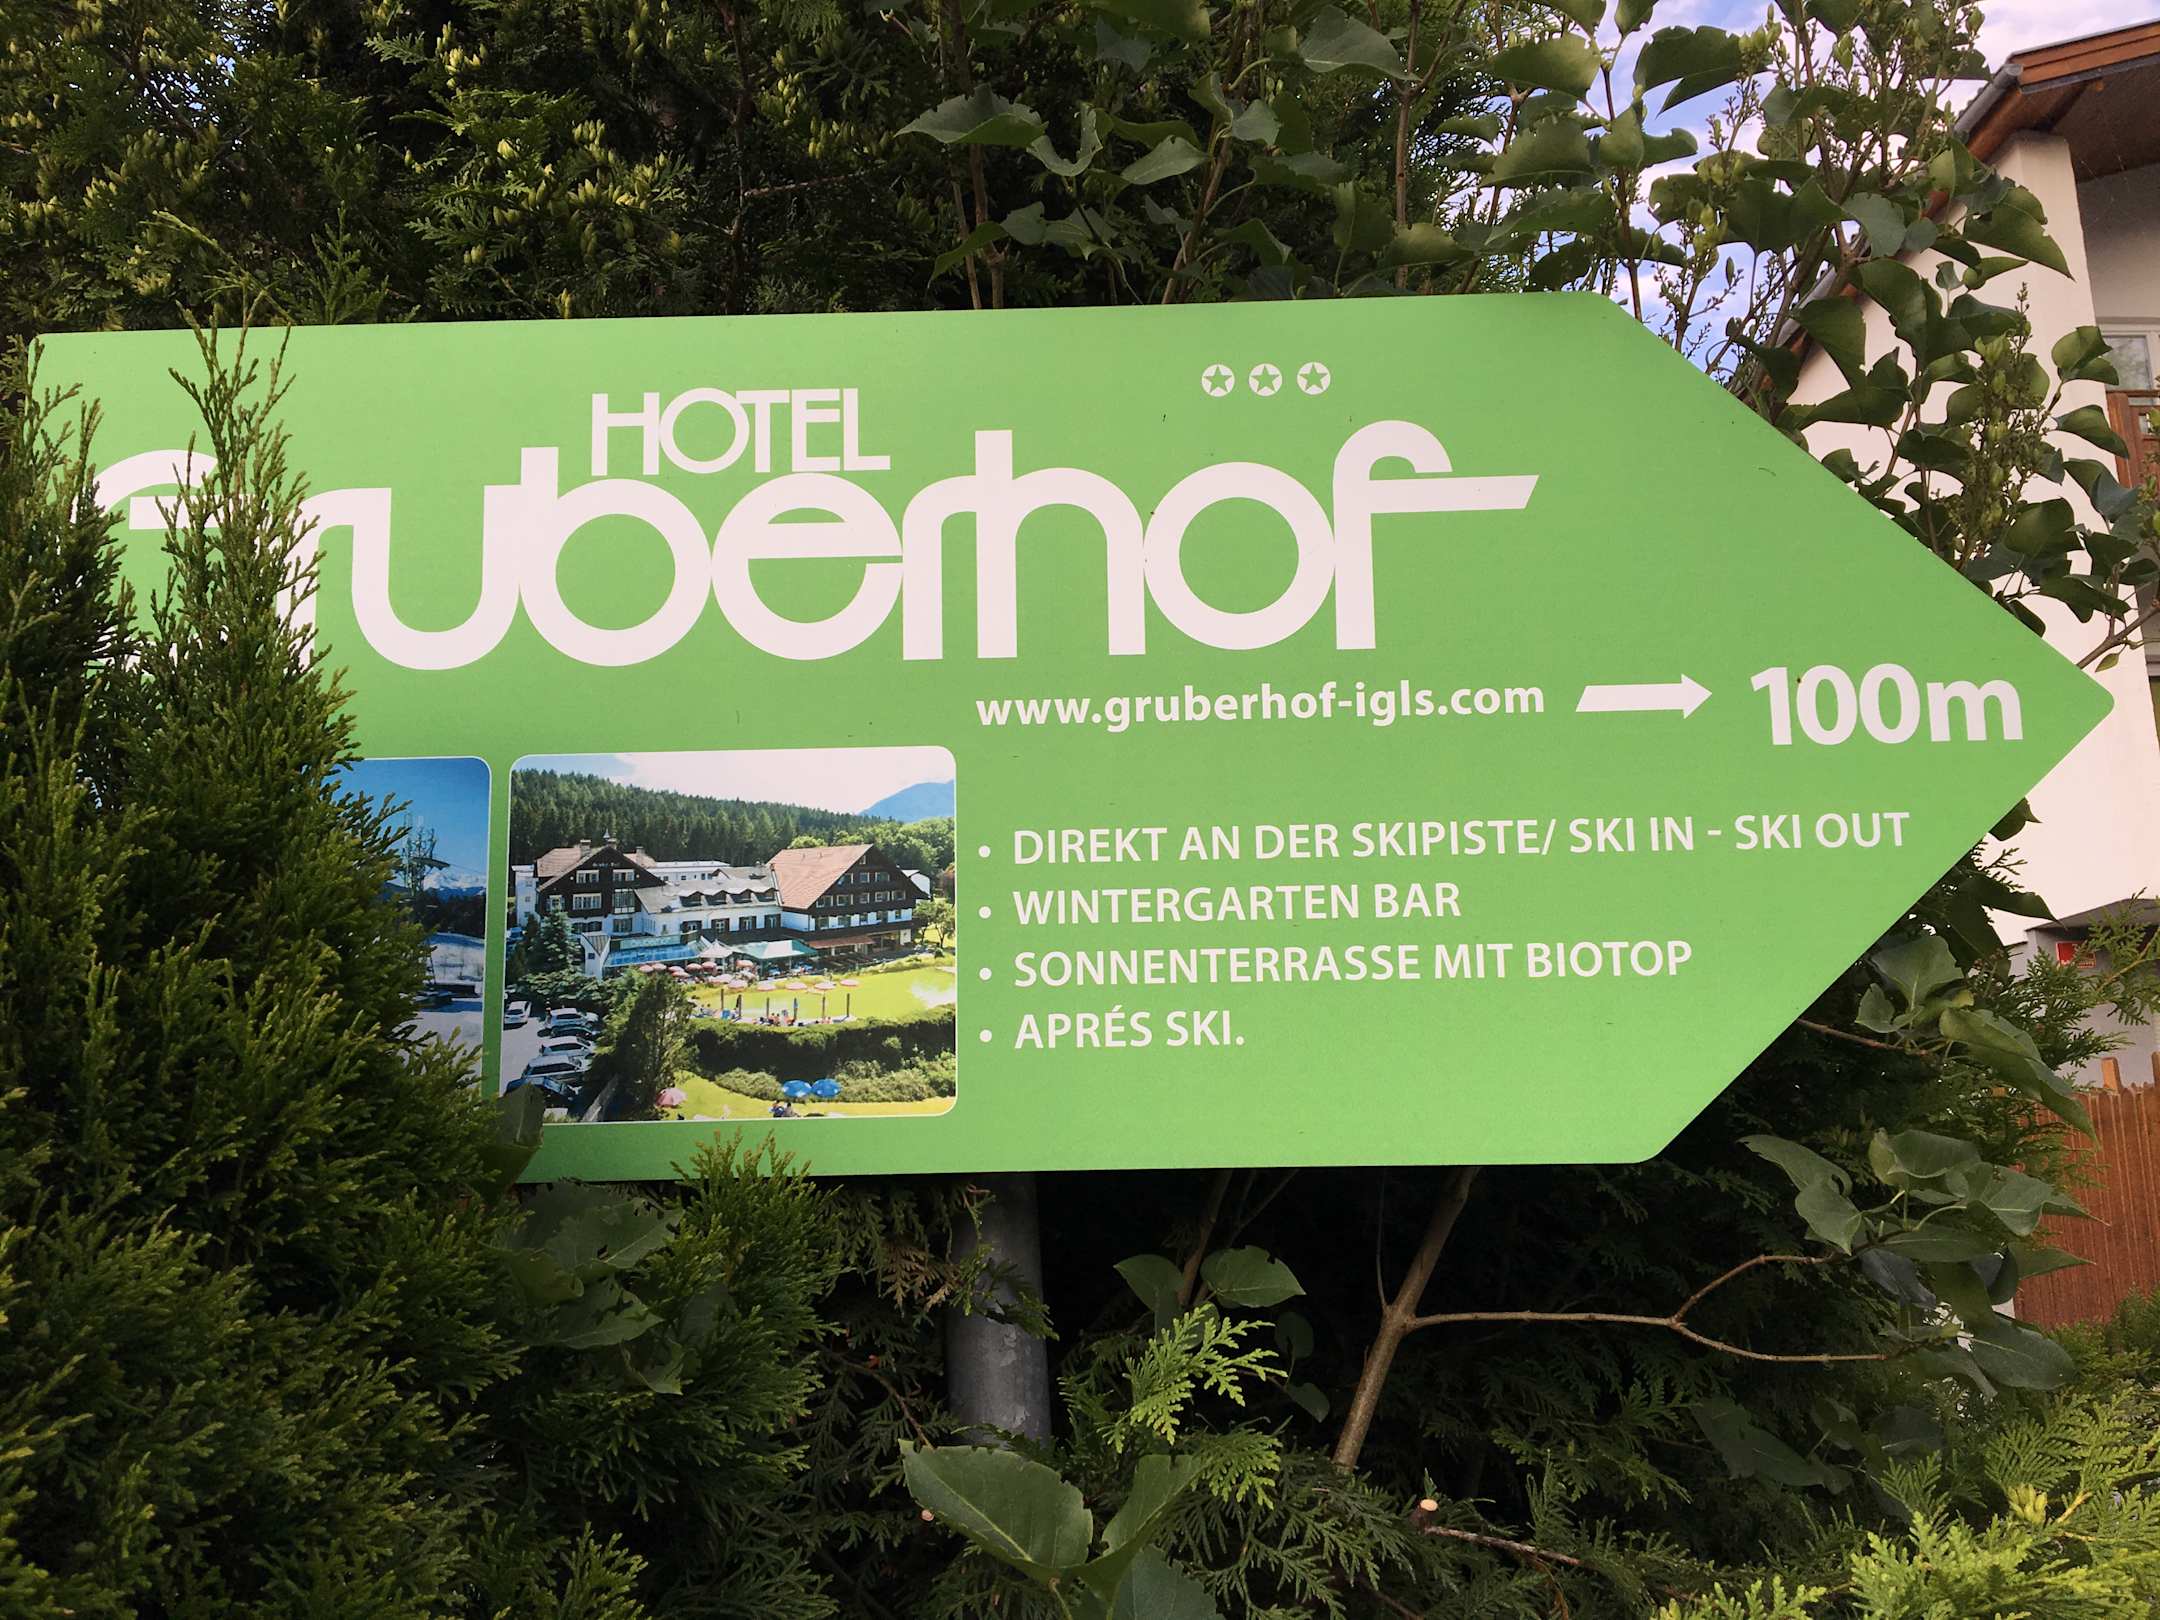 HOTEL
Gruberhof
www.gruberhof-igls.com 100m
• DIREKT AN DER SKIPISTE/ SKI IN - SKI OUT
• WINTERGARTEN BAR
• SONNENTERRASSE MIT BIOTOP
• APRÉS SKI.